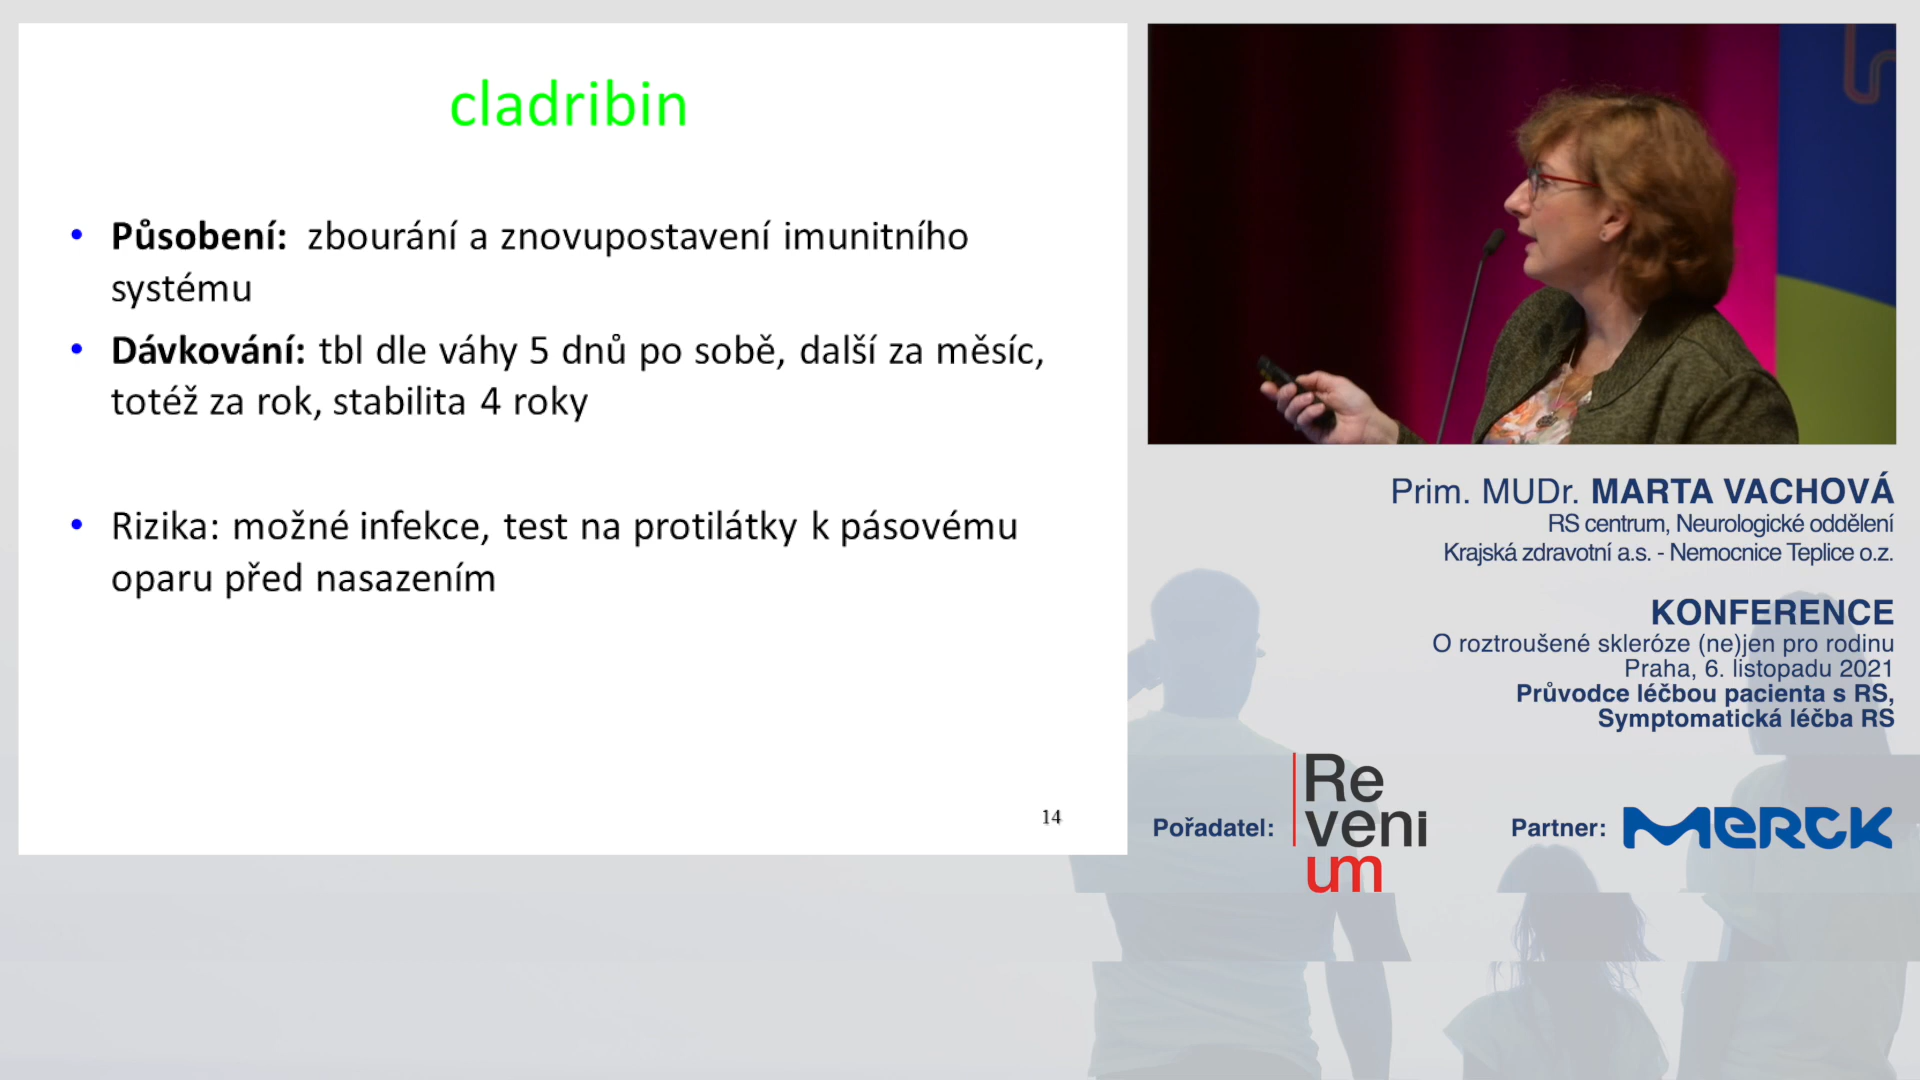 cladribin
• Působení: zbourání a znovupostavení imunitního
systému
• Dávkování: tbl dle váhy 5 dnů po sobě, další za měsíc,
totéž za rok, stabilita 4 roky
• Rizika: možné infekce, test na protilátky k pásovému
oparu před nasazením
14
Prim. MUDr. MARTA VACHOVÁ
RS centrum, Neurologické oddělení
Krajská zdravotní a.s. - Nemocnice Teplice o.z.
KONFERENCE
O roztroušené skleróze (ne)jen pro rodinu
Praha, 6. listopadu 2021
Průvodce léčbou pacienta s RS,
Symptomatická léčba RS
Pořadatel:
Re
veni
um
Partner:
MERCK